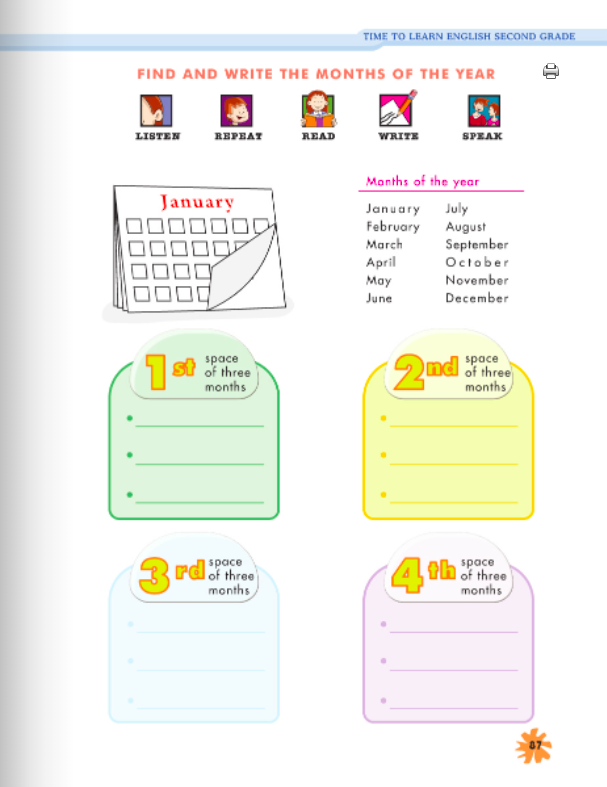 TIME TO LEARN ENGLISH SECOND GRADE
FIND AND WRITE THE MONTHS OF THE YEAR
LISTEN REPEAT READ WRITE SPEAK
January
Months of the year
January July
February August
March September
April October
May November
June December
1st space
of three
months
2nd space
of three
months
3rd space
of three
months
4th space
of three
months
87